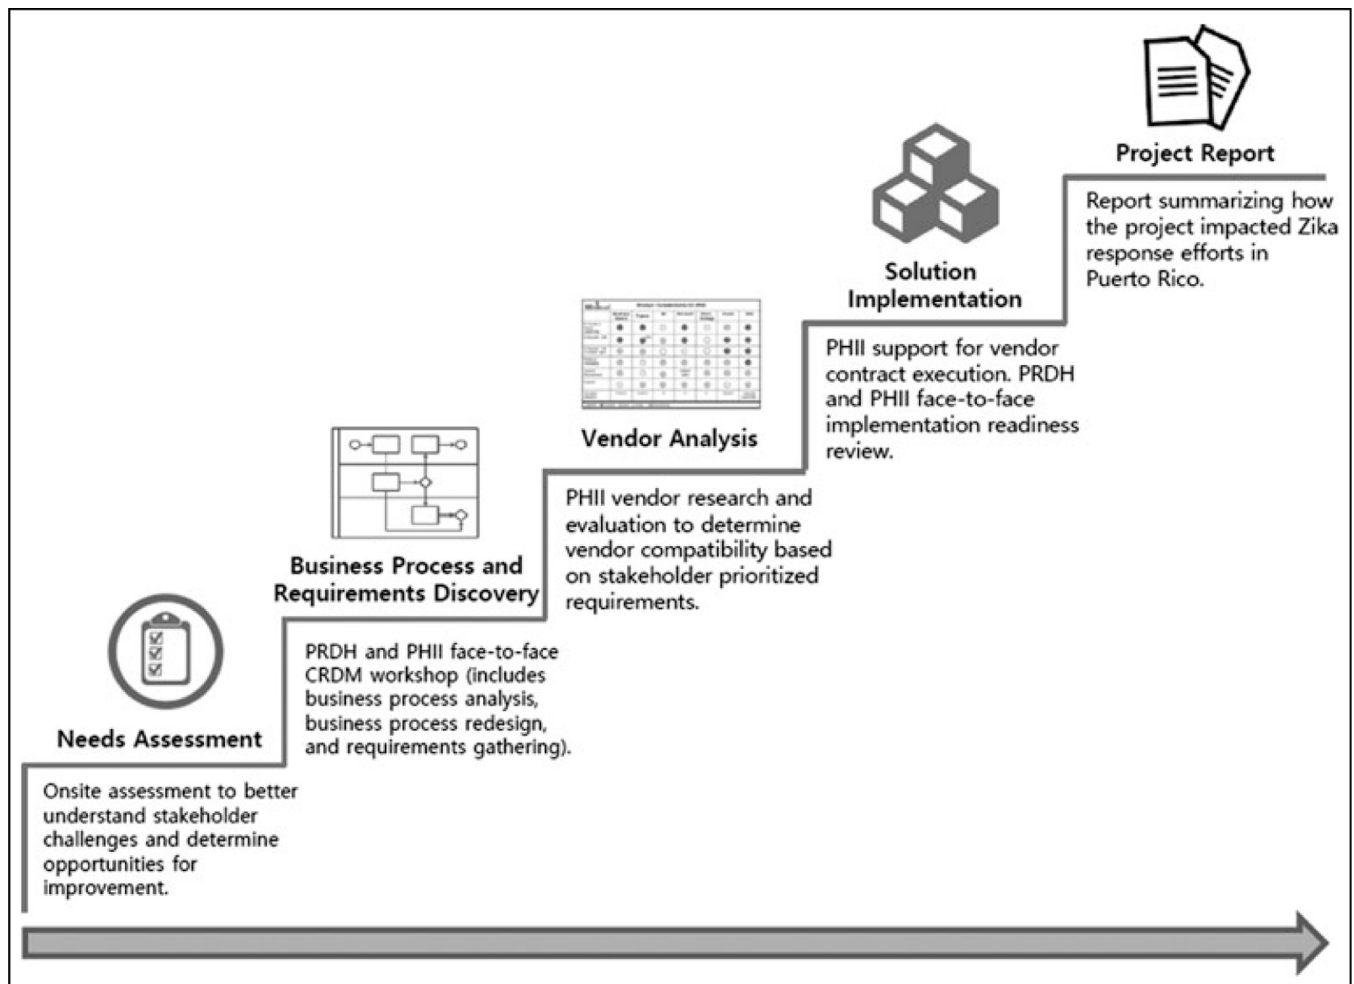 Project Report
Report summarizing how
the project impacted Zika
response efforts in
Puerto Rico.
Solution
Implementation
PHII support for vendor
contract execution. PRDH
and PHII face-to-face
implementation readiness
review.
Vendor Analysis
PHII vendor research and
evaluation to determine
vendor compatibility based
on stakeholder prioritized
requirements.
Business Process and
Requirements Discovery
PRDH and PHII face-to-face
CRDM workshop (includes
business process analysis,
business process redesign,
and requirements gathering).
Needs Assessment
Onsite assessment to better
understand stakeholder
challenges and determine
opportunities for
improvement.